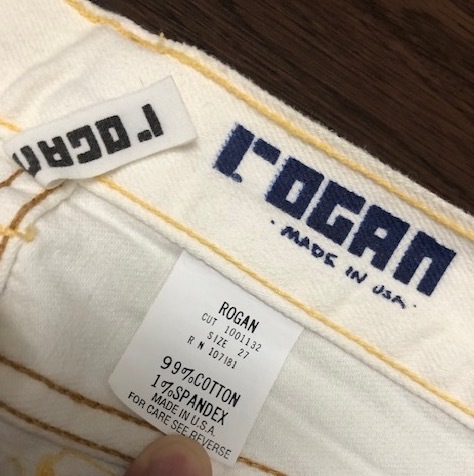 rOGAN
rOGAN
· MADE IN USA ·
ROGAN
CUT 1001132
SIZE 27
R N 107181
99%COTTON
1%SPANDEX
MADE IN U.S.A.
FOR CARE SEE REVERSE